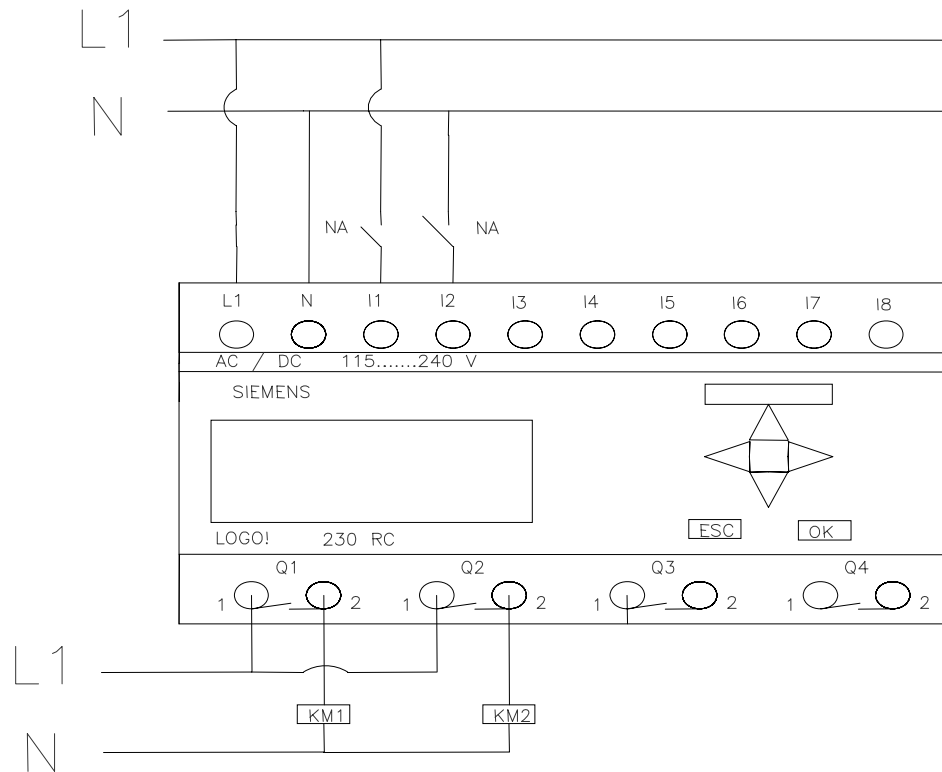 L1
N
NA NA
L1 N I1 I2 I3 I4 I5 I6 I7 I8
AC / DC 115.......240 V
SIEMENS
ESC OK
LOGO! 230 RC
Q1 Q2 Q3 Q4
1 2 1 2 1 2 1 2
L1
KM1 KM2
N